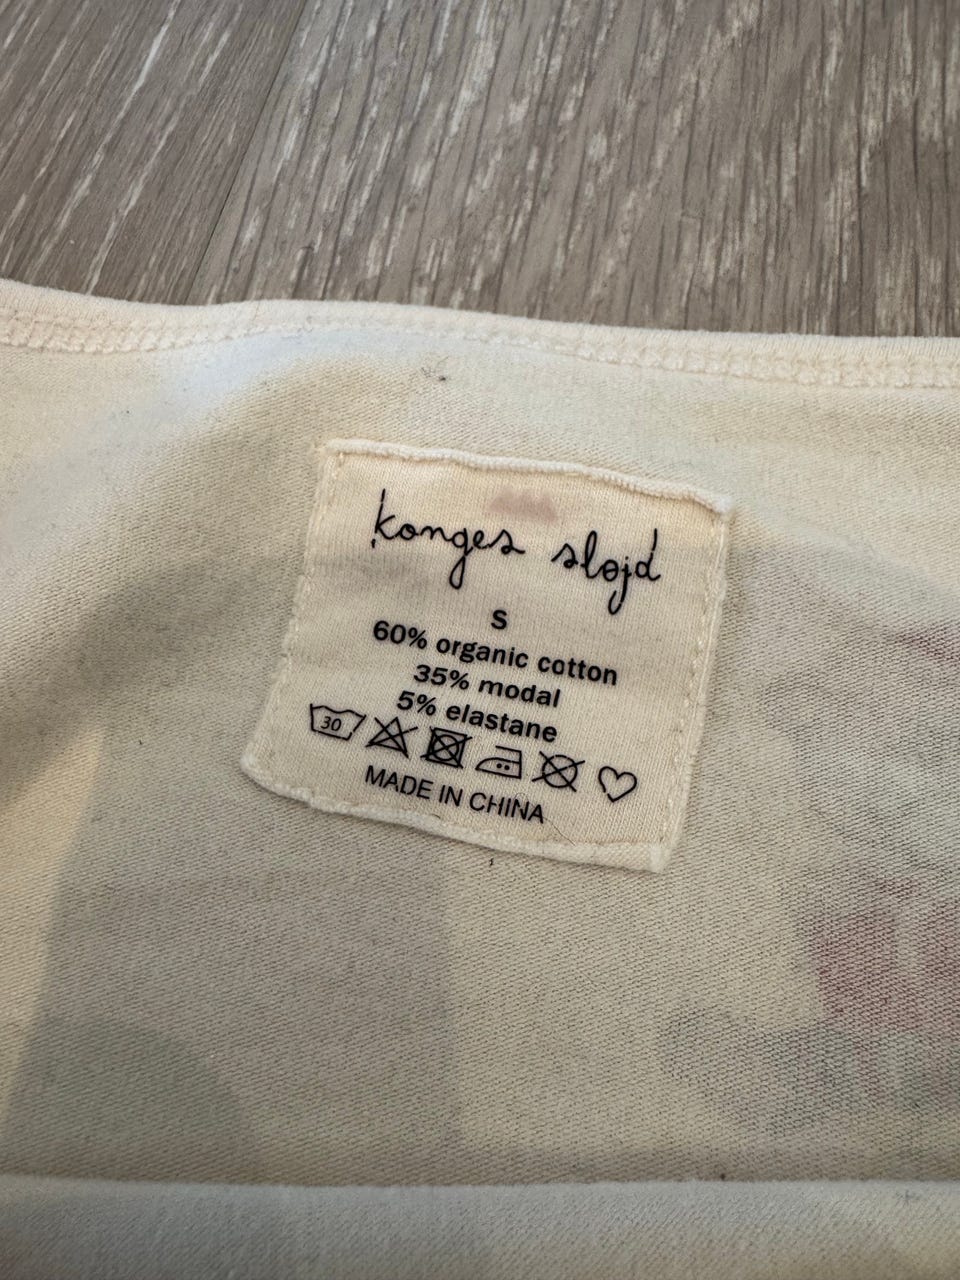 konges sløjd
S
60% organic cotton
35% modal
5% elastane
30
MADE IN CHINA